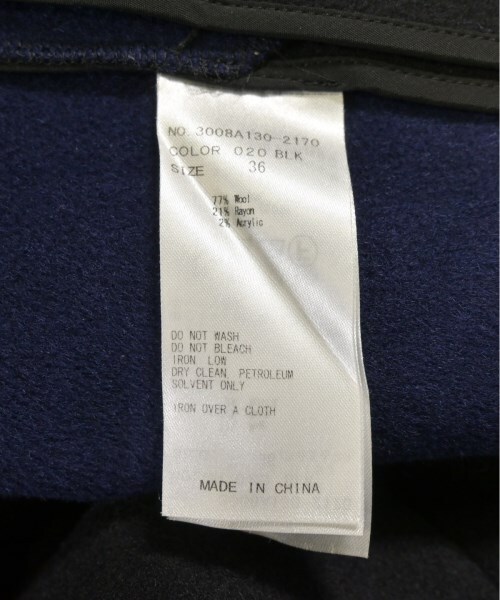 NO. 3008A130-2170
COLOR 020 BLK
SIZE 36
77% Wool
21% Rayon
2% Acrylic
DO NOT WASH
DO NOT BLEACH
IRON LOW
DRY CLEAN, PETROLEUM
SOLVENT ONLY
IRON OVER A CLOTH
MADE IN CHINA